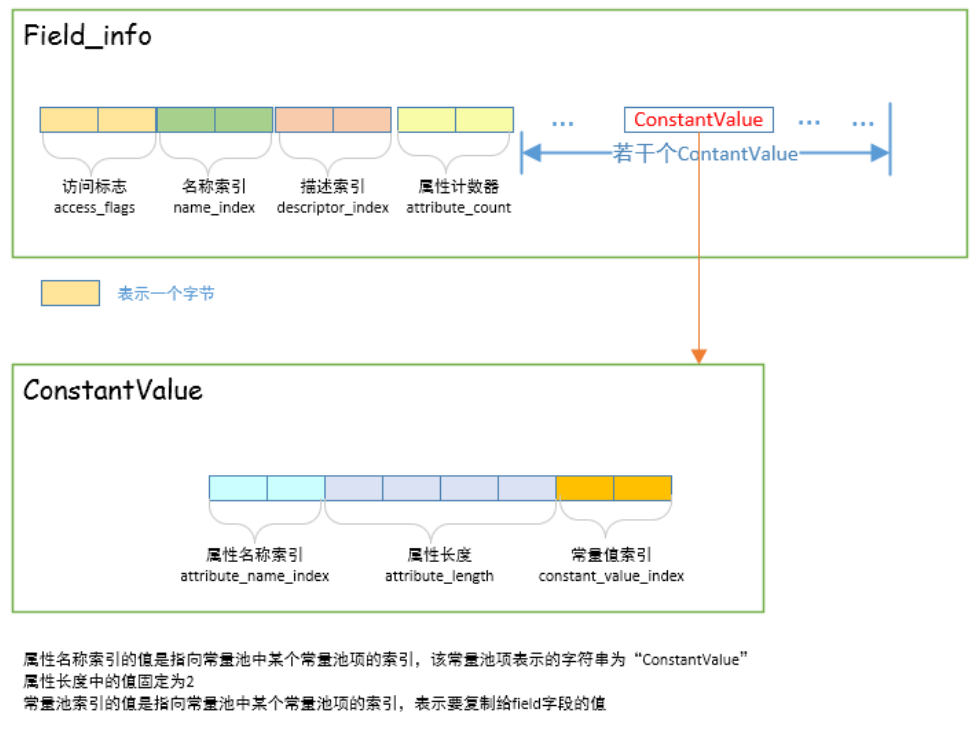 Field_info
... ConstantValue ... ...
若干个ContantValue
访问标志 名称索引 描述索引 属性计数器
access_flags name_index descriptor_index attribute_count
表示一个字节
ConstantValue
属性名称索引 属性长度 常量值索引
attribute_name_index attribute_length constant_value_index
属性名称索引的值是指向常量池中某个常量池项的索引，该常量池项表示的字符串为“ConstantValue”
属性长度中的值固定为2
常量池索引的值是指向常量池中某个常量池项的索引，表示要复制给field字段的值